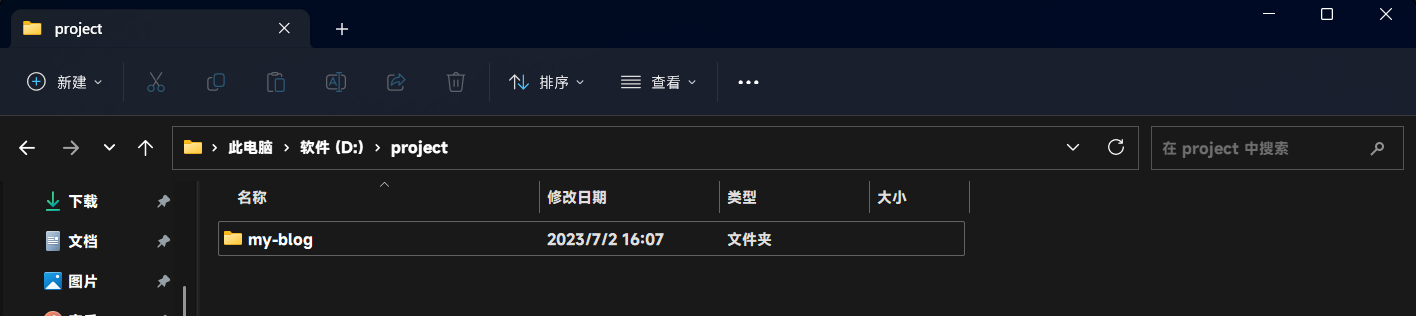 project
新建
排序
查看
此电脑 › 软件 (D:) › project
在 project 中搜索
下载
文档
图片
名称 修改日期 类型 大小
my-blog 2023/7/2 16:07 文件夹